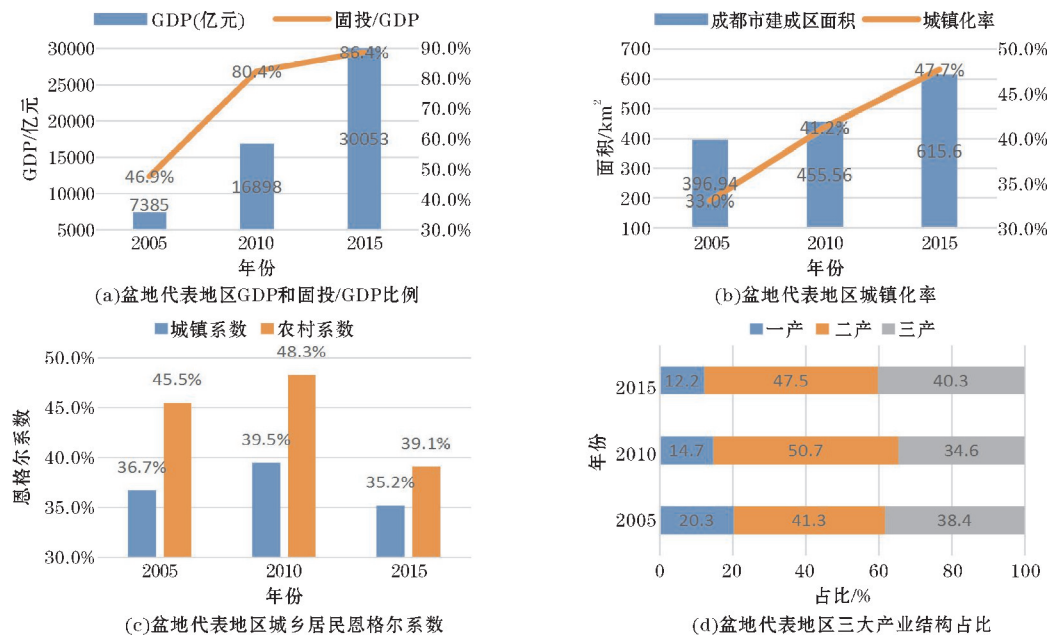 GDP(亿元) 固投/GDP
30000
25000
19000
15000
10000
5000
GDP/亿元
90.0%
80.0%
70.0%
60.0%
50.0%
40.0%
30.0%
46.9%
80.4%
86.4%
7385
16898
30053
2005 2010 2015
年份
(a)盆地代表地区GDP和固投/GDP比例
成都市建成区面积 城镇化率
700
600
500
400
300
200
100
面积/km²
50.0%
45.0%
40.0%
35.0%
30.0%
396.94
33.0%
41.2%
455.56
47.7%
615.6
2005 2010 2015
年份
(b)盆地代表地区城镇化率
城镇系数 农村系数
50.0%
45.0%
40.0%
35.0%
30.0%
恩格尔系数
36.7%
45.5%
39.5%
48.3%
35.2%
39.1%
2005 2010 2015
年份
(c)盆地代表地区城乡居民恩格尔系数
一产 二产 三产
年份
2015 12.2 47.5 40.3
2010 14.7 50.7 34.6
2005 20.3 41.3 38.4
0 20 40 60 80 100
占比/%
(d)盆地代表地区三大产业结构占比